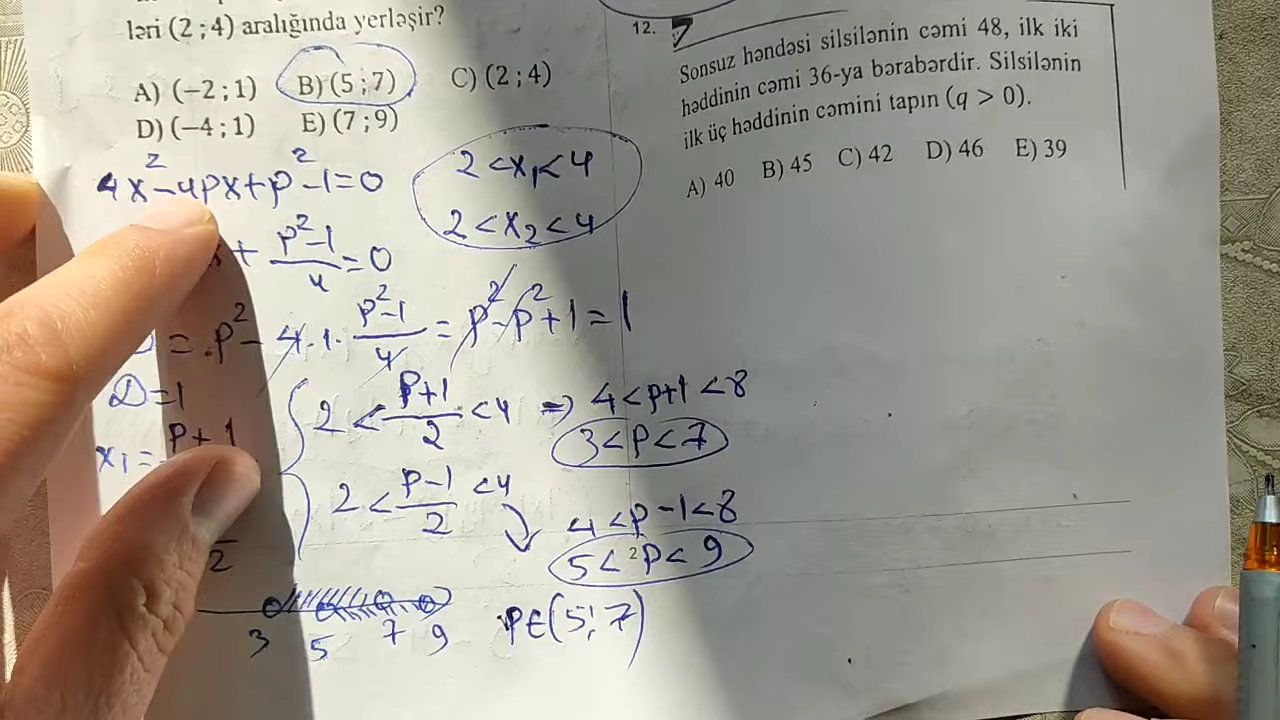 ləri (2 ; 4) aralığında yerləşir?
A) (−2 ; 1) B) (5 ; 7) C) (2 ; 4)
D) (−4 ; 1) E) (7 ; 9)
4x²−4px+p²−1=0
+ p²−1/4=0
= p²− 4·1· p²−1/4 = p²−p²+1=1
D=1
x₁= p+1
2
2 < p+1/2 < 4 => 4<p+1<8
3<p<7
2 < p−1/2 <4
4<p−1<8
5<p<9
2
3 5 7 9
p∈(5;7)
2<x₁<4
2<x₂<4
12. 7
Sonsuz həndəsi silsilənin cəmi 48, ilk iki
həddinin cəmi 36-ya bərabərdir. Silsilənin
ilk üç həddinin cəmini tapın (q > 0).
A) 40 B) 45 C) 42 D) 46 E) 39